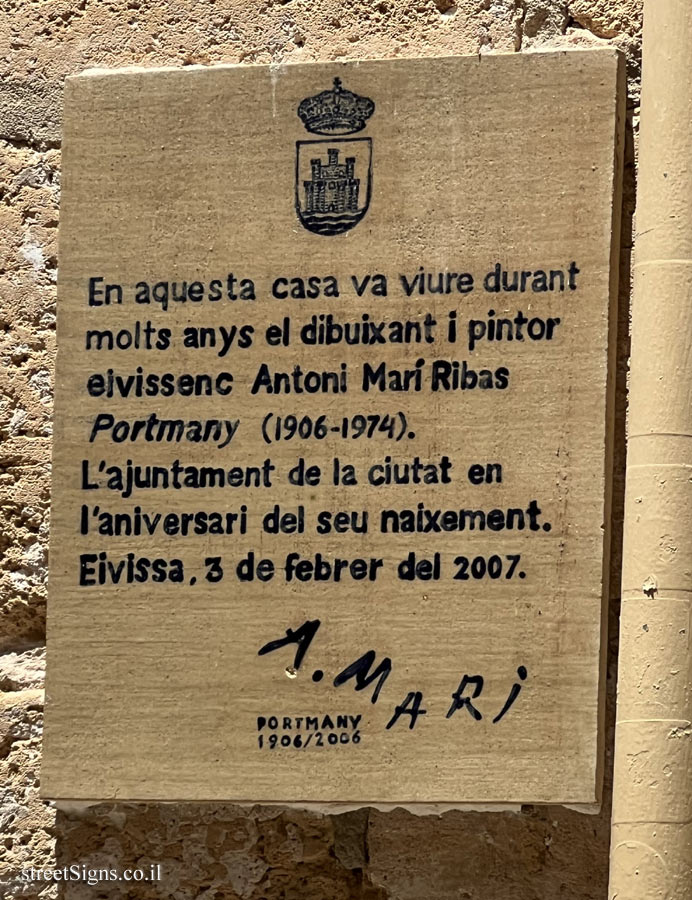 En aquesta casa va viure durant
molts anys el dibuixant i pintor
eivissenc Antoni Marí Ribas
Portmany (1906-1974).
L'ajuntament de la ciutat en
l'aniversari del seu naixement.
Eivissa, 3 de febrer del 2007.
A. MARi
PORTMANY
1906/2006
streetSigns.co.il